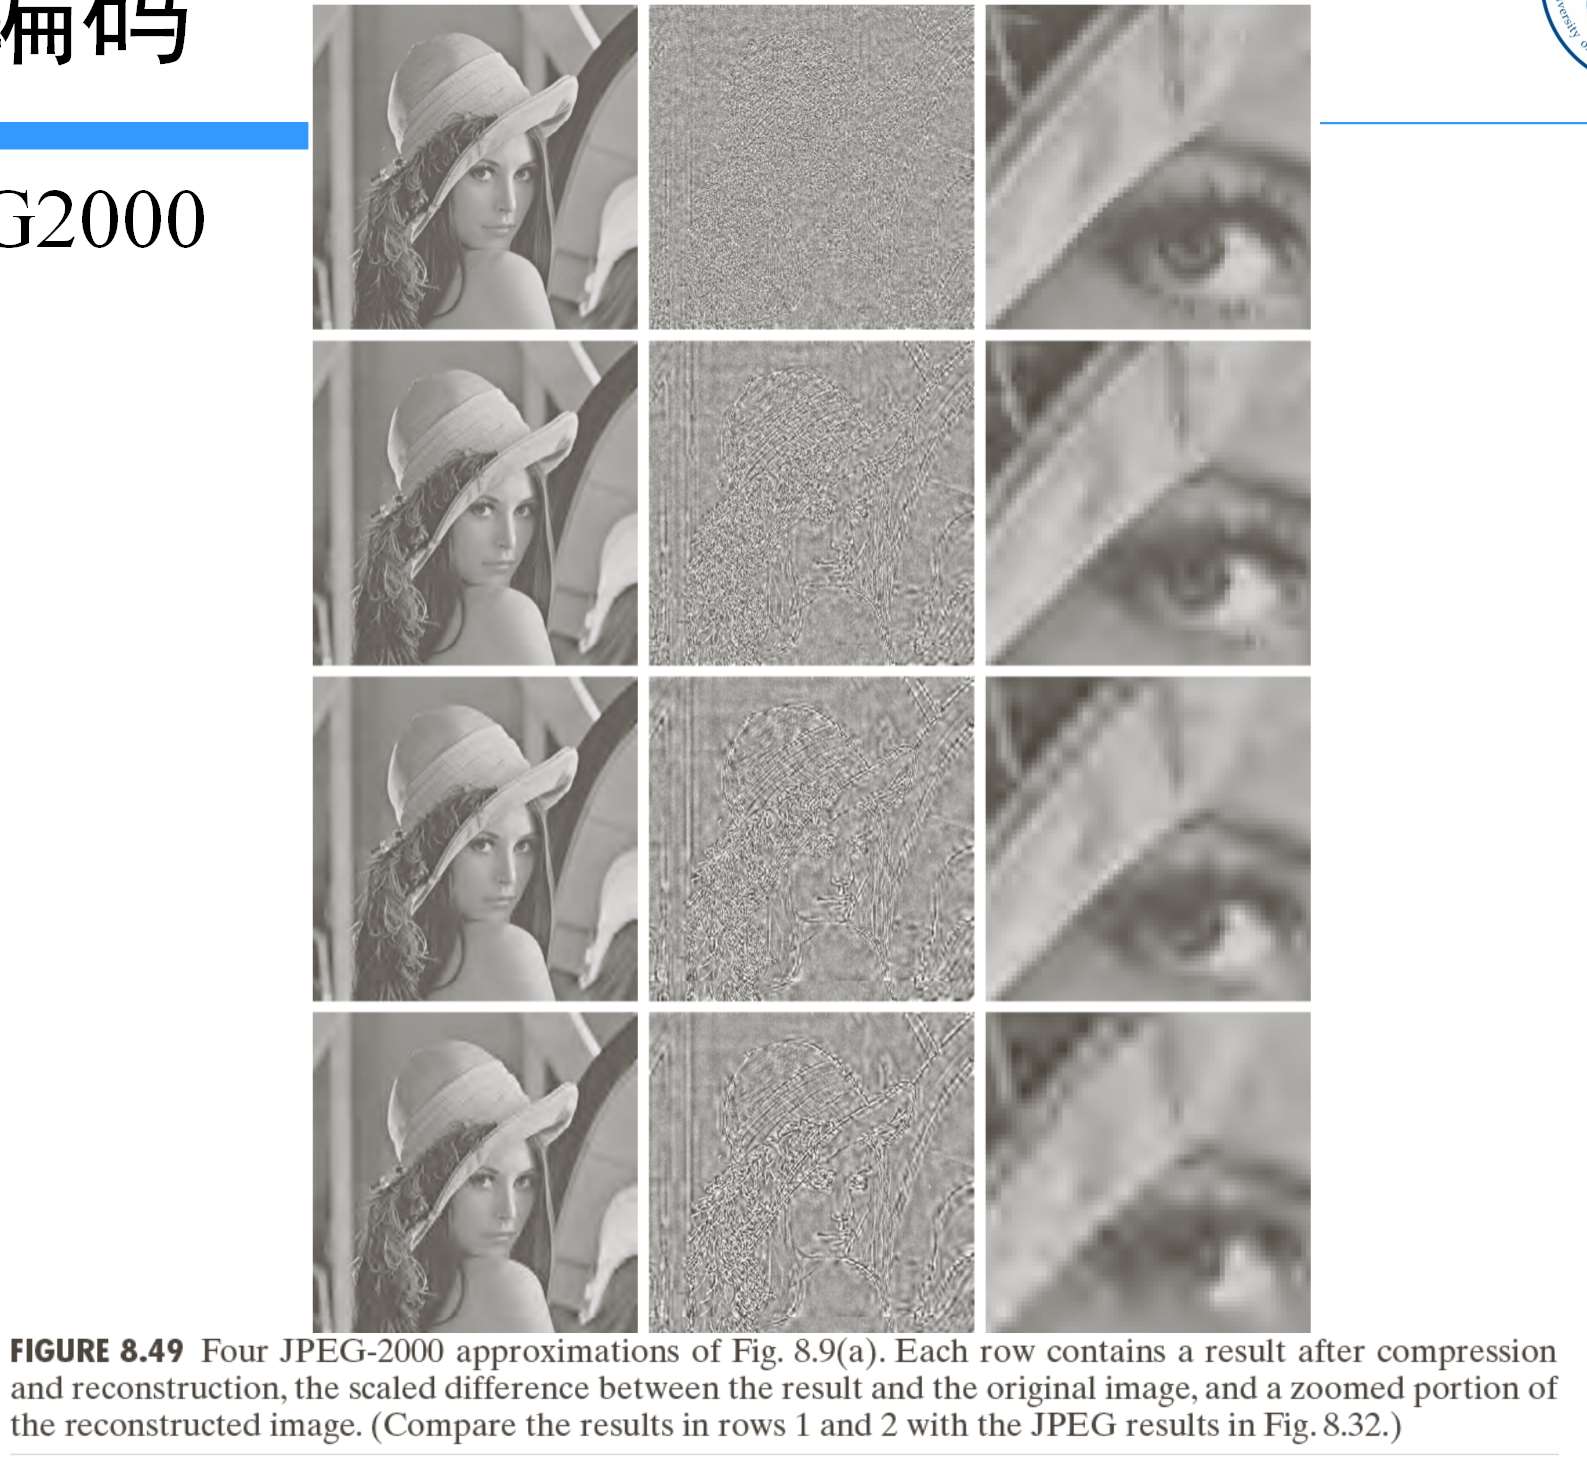 编码
G2000
versity o
FIGURE 8.49 Four JPEG-2000 approximations of Fig. 8.9(a). Each row contains a result after compression
and reconstruction, the scaled difference between the result and the original image, and a zoomed portion of
the reconstructed image. (Compare the results in rows 1 and 2 with the JPEG results in Fig. 8.32.)